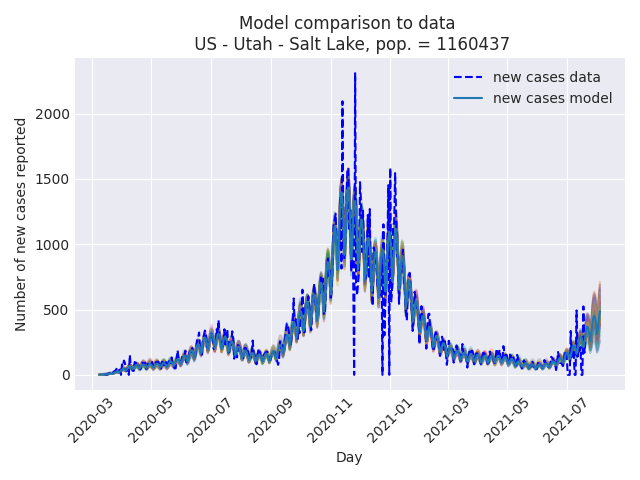 Model comparison to data
US - Utah - Salt Lake, pop. = 1160437
new cases data
new cases model
Number of new cases reported
2000
1500
1000
500
0
2020-03
2020-05
2020-07
2020-09
2020-11
2021-01
2021-03
2021-05
2021-07
Day